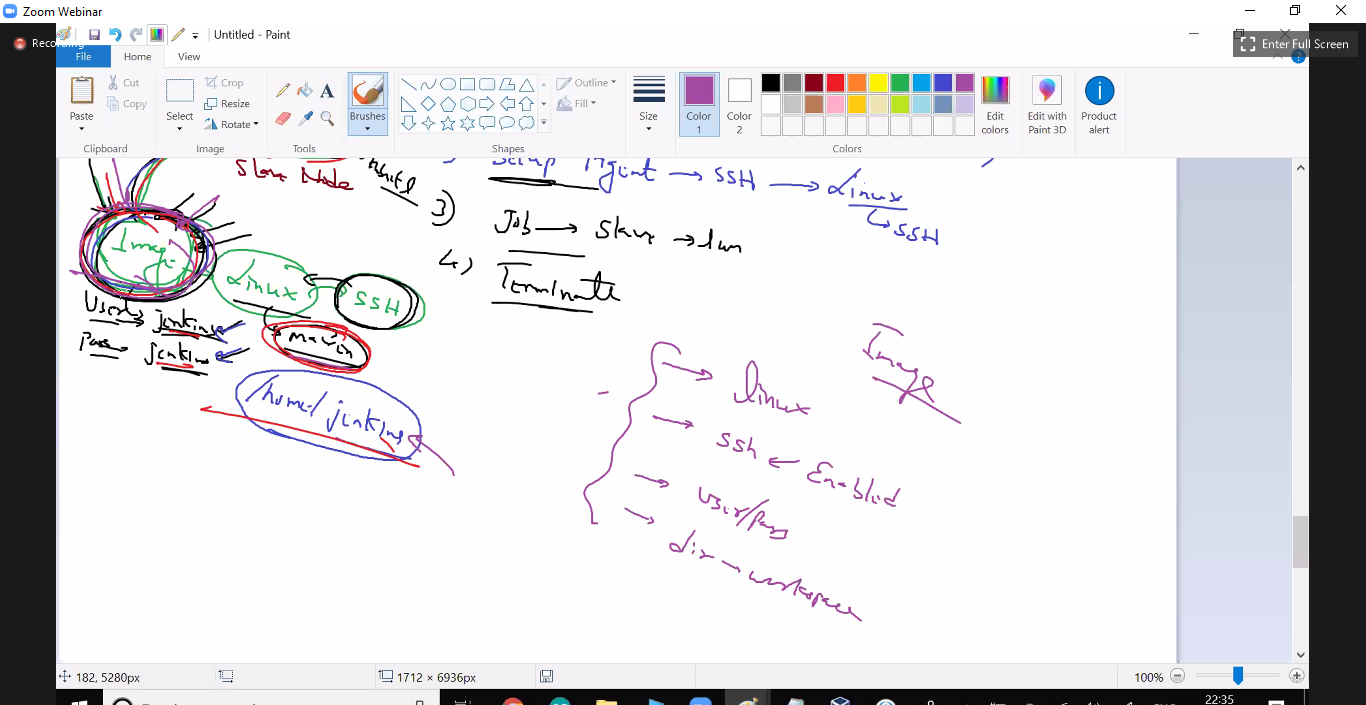 Zoom Webinar
Recording
Untitled - Paint
Enter Full Screen
File Home View
Paste Cut Copy
Clipboard
Select Crop Resize Rotate
Image
Tools
Brushes
Shapes
Outline Fill
Size
Color 1 Color 2
Edit colors
Colors
Edit with Paint 3D
Product alert
Slave Node
Setup Agent → SSH → Linux
SSH
3) Job → Slave → run
4) Terminate
Image
Linux
SSH
User → jenkins
Pass → jenkins
maven
/home/jenkins
Image
linux
ssh ← Enabled
User/Pass
dir → workspace
182, 5280px
1712 × 6936px
100%
22:35